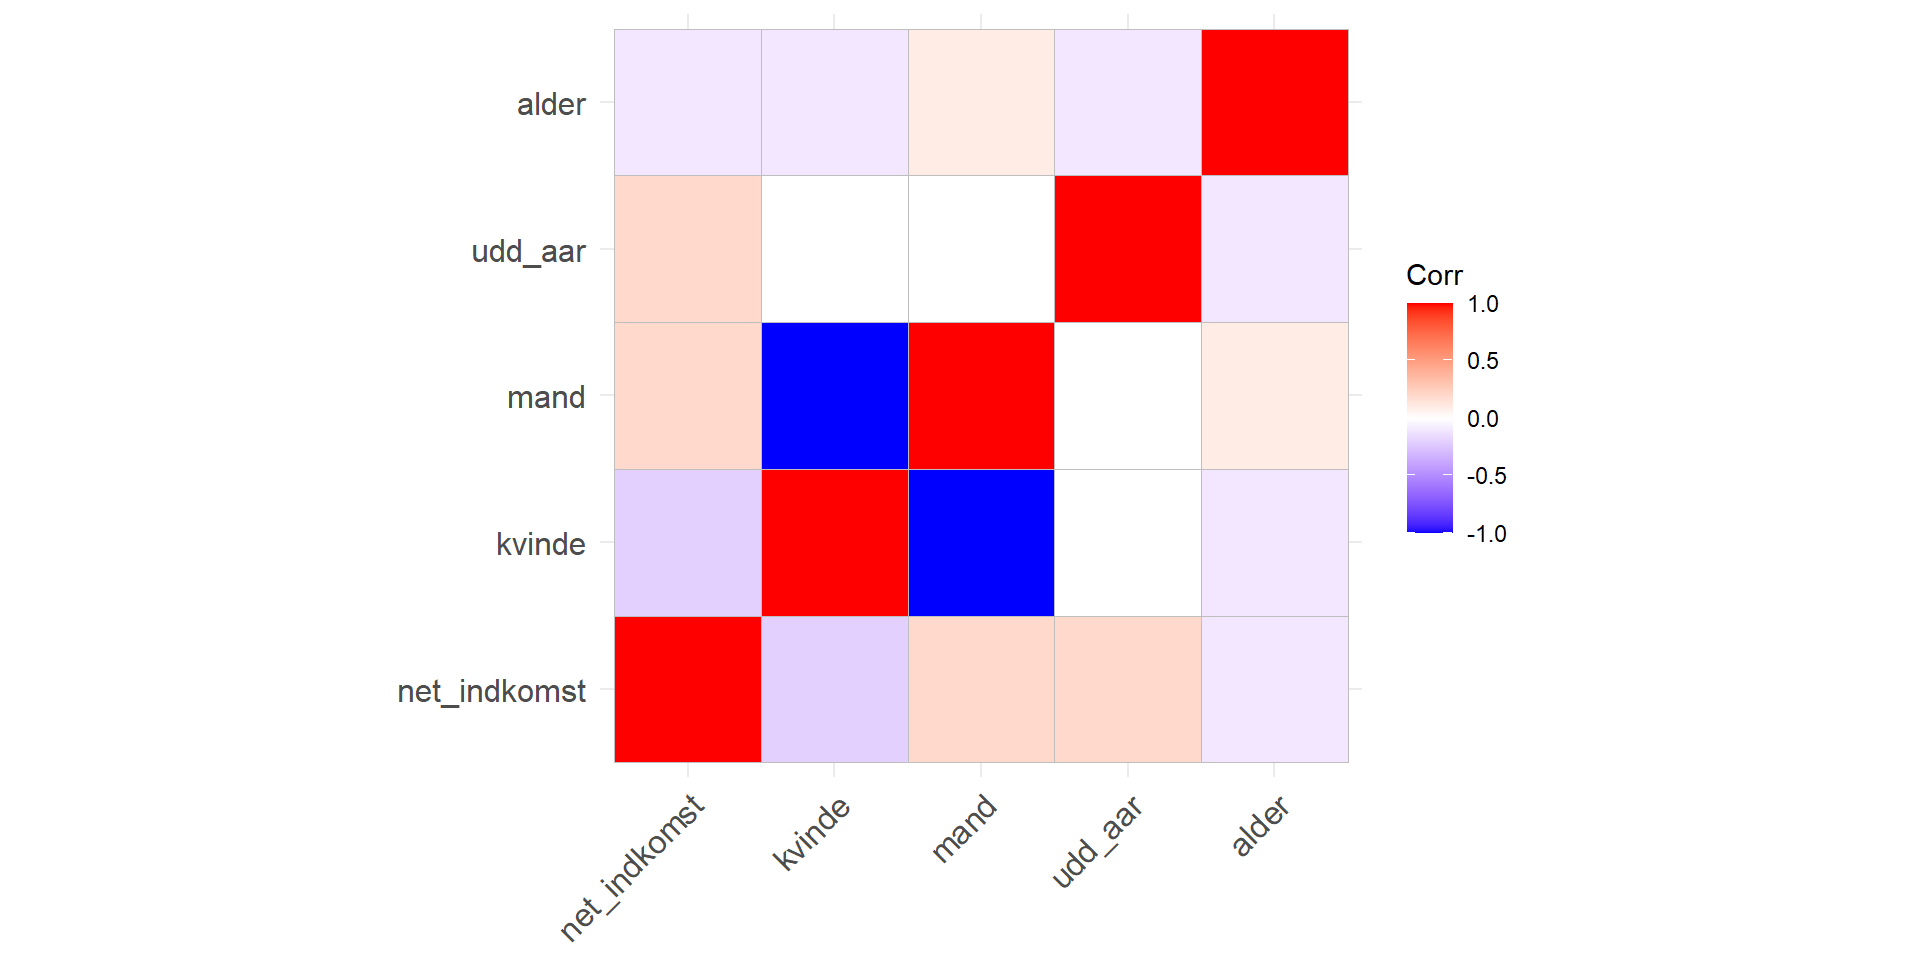 alder
udd_aar
mand
kvinde
net_indkomst
net_indkomst
kvinde
mand
udd_aar
alder
Corr
1.0
0.5
0.0
-0.5
-1.0